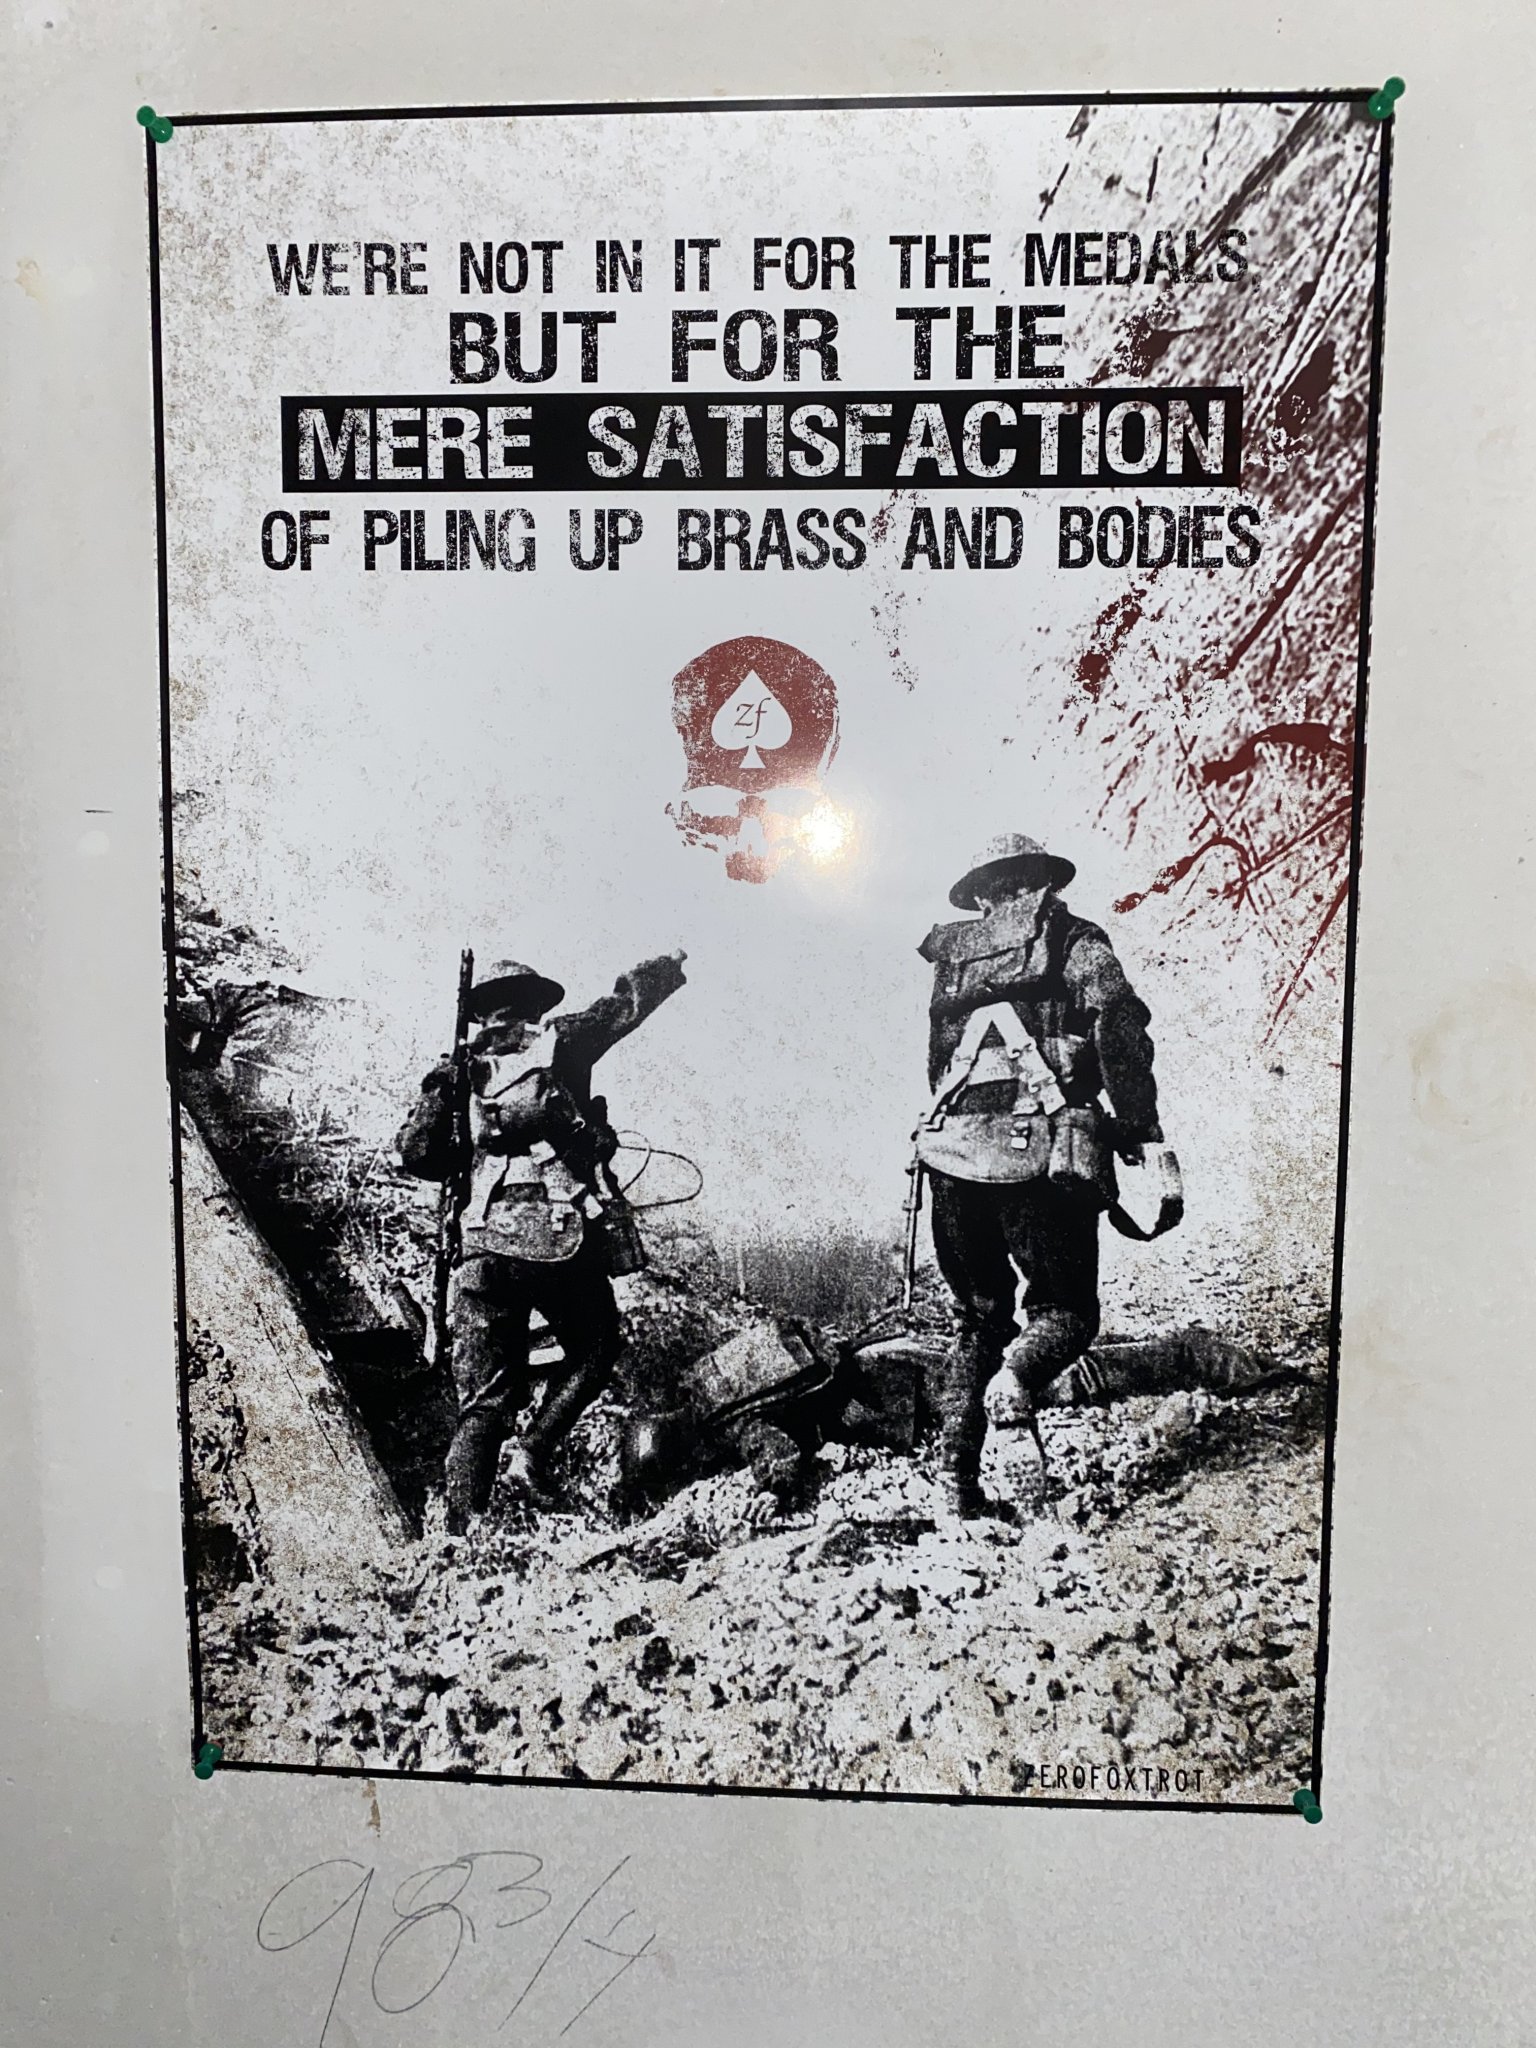 WE'RE NOT IN IT FOR THE MEDALS,
BUT FOR THE
MERE SATISFACTION
OF PILING UP BRASS AND BODIES
zf
ZEROFOXTROT
98 3/4